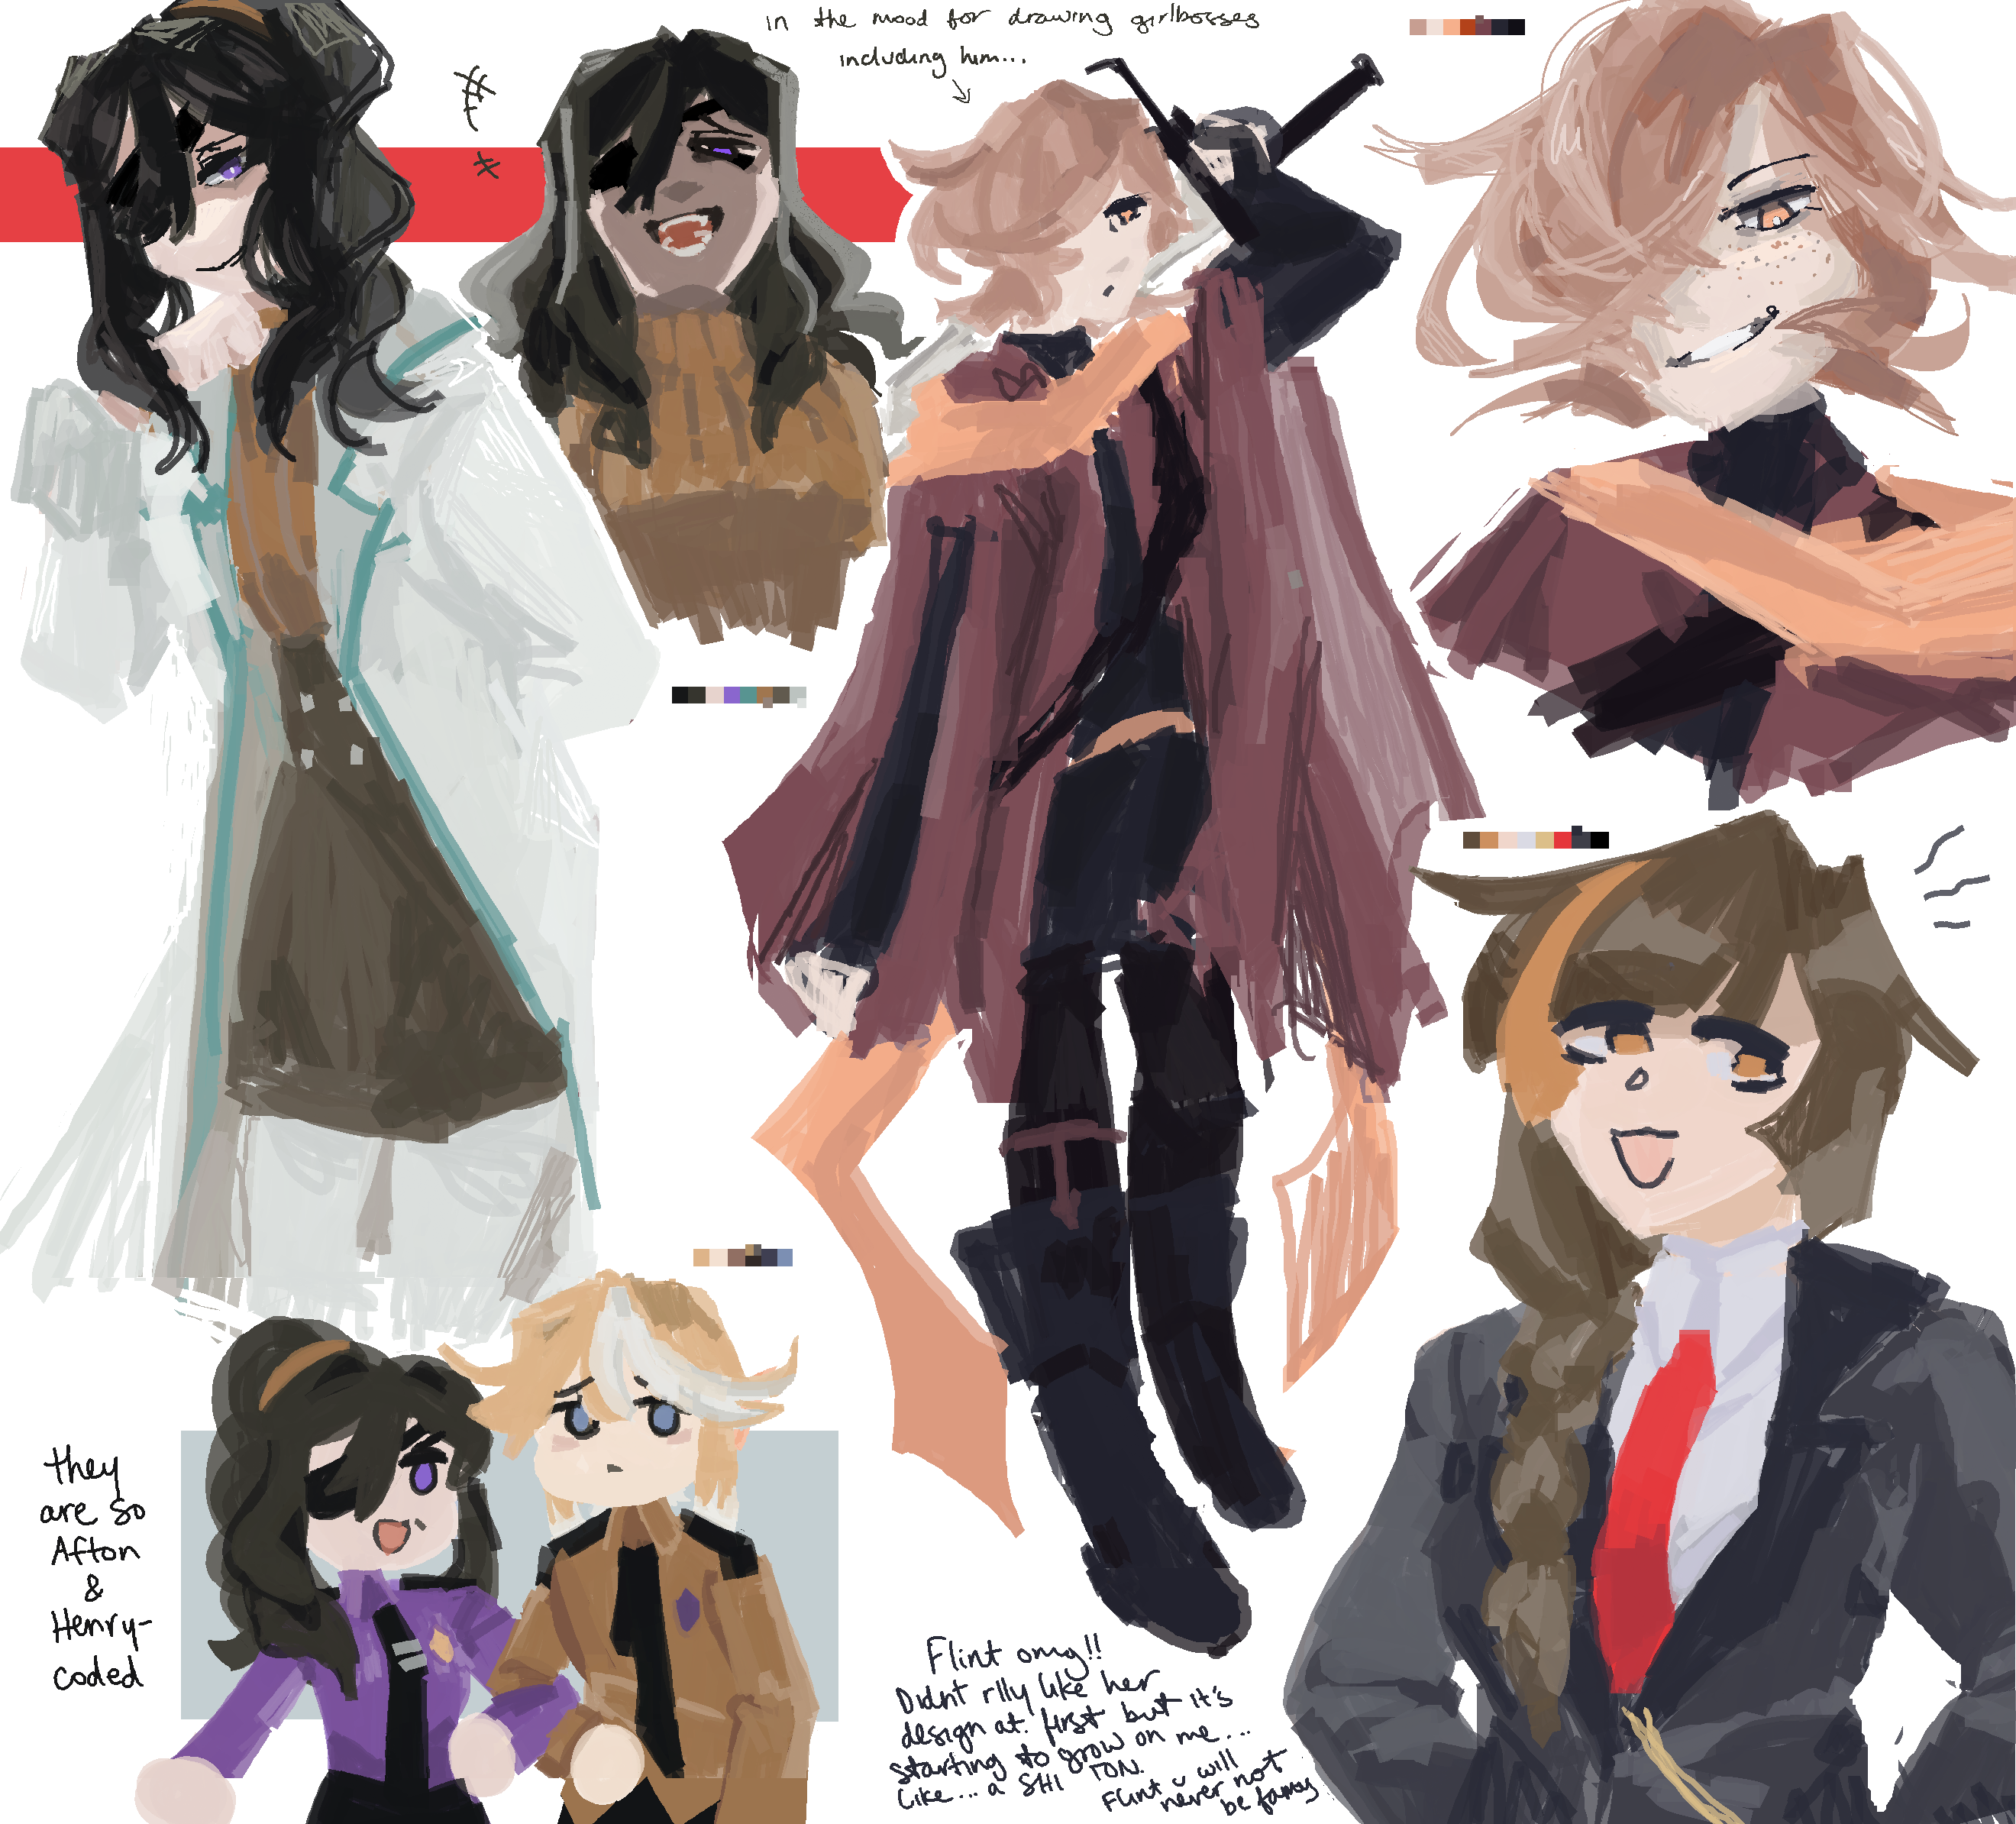 in the mood for drawing girlbosses
including him...
they
are so
Afton
&
Henry-
coded
Flint omg!!
Didnt rlly like her
design at first but it's
starting to grow on me...
like... a SHI TON.
Flint u will
never not
be famous